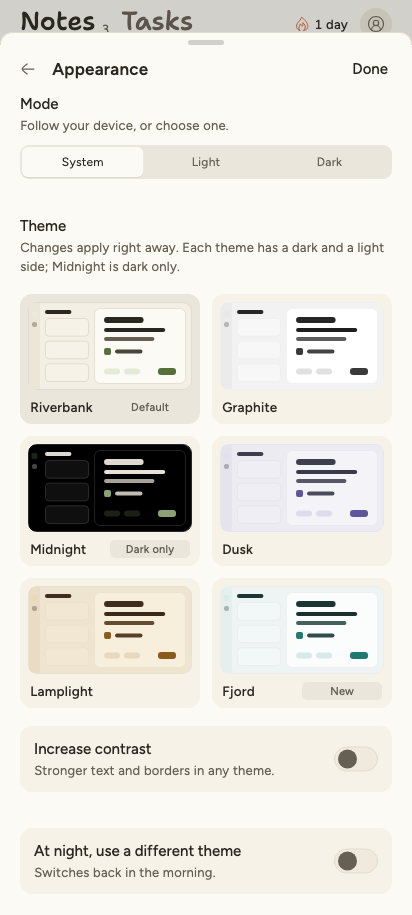 Notes 3 Tasks 1 day
Appearance Done
Mode
Follow your device, or choose one.
System Light Dark
Theme
Changes apply right away. Each theme has a dark and a light
side; Midnight is dark only.
Riverbank Default
Graphite
Midnight Dark only
Dusk
Lamplight
Fjord New
Increase contrast
Stronger text and borders in any theme.
At night, use a different theme
Switches back in the morning.